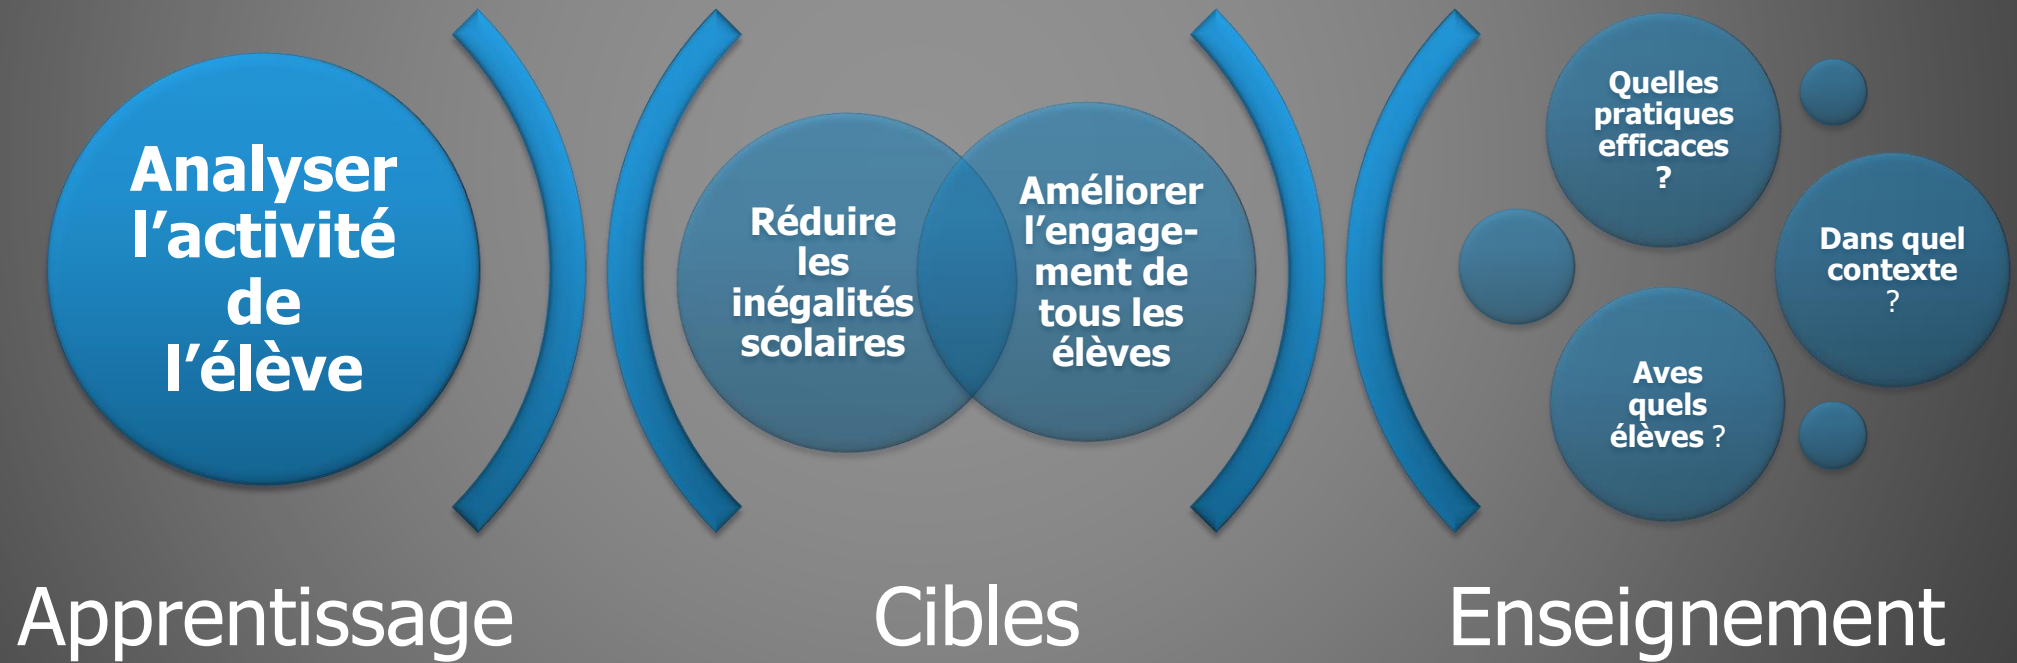 Analyser
l’activité
de
l’élève
Réduire
les
inégalités
scolaires
Améliorer
l’engage-
ment de
tous les
élèves
Quelles
pratiques
efficaces
?
Dans quel
contexte
?
Aves
quels
élèves ?
Apprentissage
Cibles
Enseignement